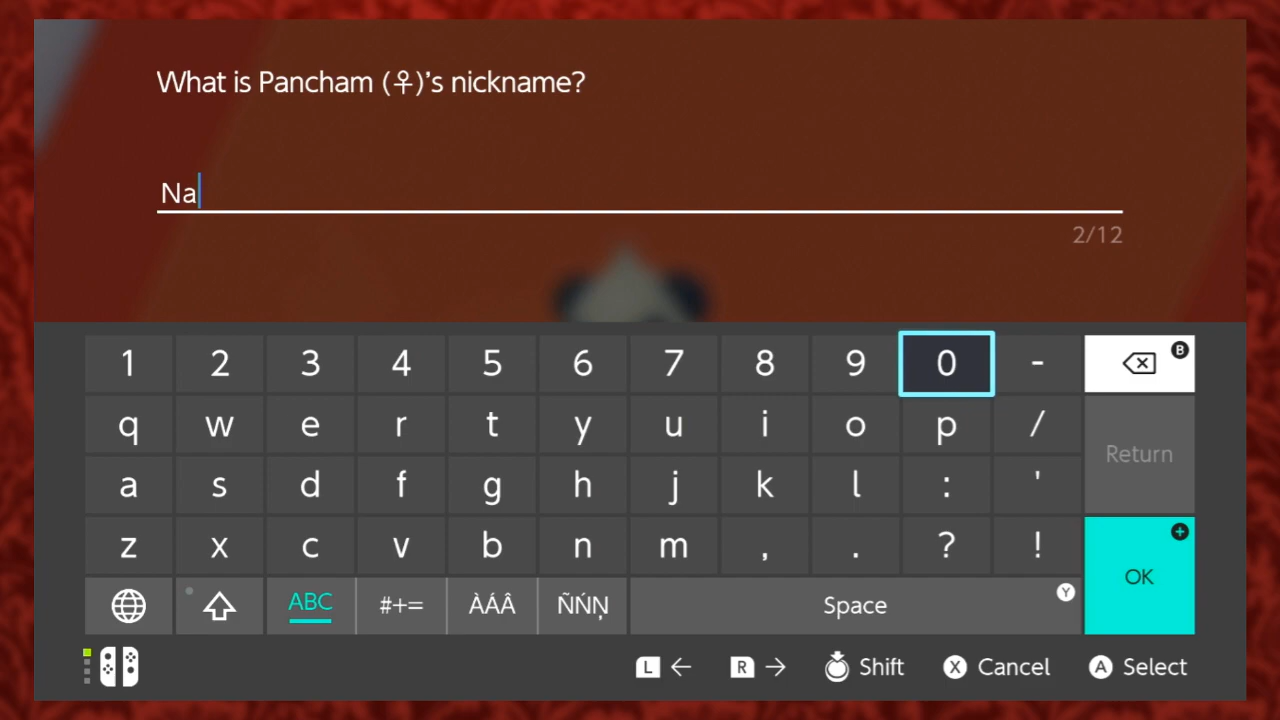 What is Pancham (♀)'s nickname?
Na
2/12
1 2 3 4 5 6 7 8 9 0 - B
q w e r t y u i o p / Return
a s d f g h j k l : '
z x c v b n m , . ? ! + OK
ABC #+= ÀÁÂ ÑŃŅ Space Y
L ← R → Shift X Cancel A Select